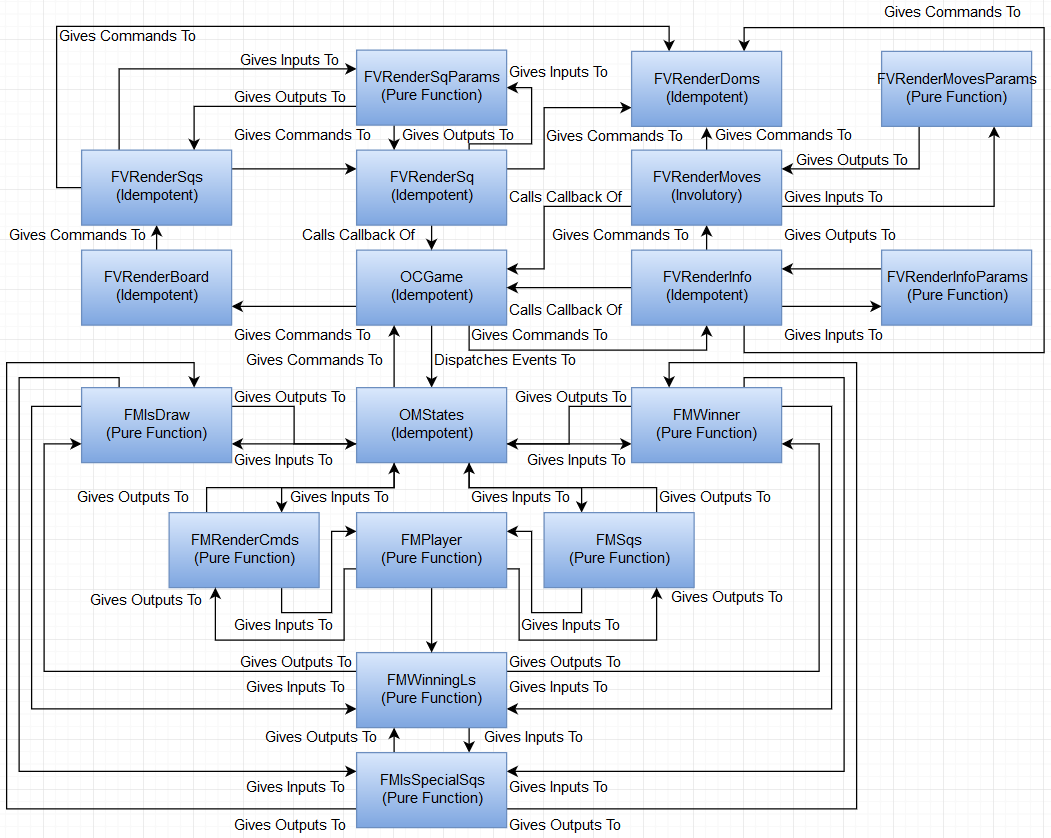 Gives Commands To
Gives Commands To
Gives Inputs To
FVRenderSqParams
(Pure Function)
Gives Inputs To
FVRenderDoms
(Idempotent)
FVRenderMovesParams
(Pure Function)
Gives Outputs To
Gives Commands To
Gives Outputs To
Gives Commands To
Gives Commands To
Gives Outputs To
FVRenderSqs
(Idempotent)
FVRenderSq
(Idempotent)
Calls Callback Of
FVRenderMoves
(Involutory)
Gives Inputs To
Gives Commands To
Calls Callback Of
Gives Commands To
Gives Outputs To
FVRenderBoard
(Idempotent)
OCGame
(Idempotent)
FVRenderInfo
(Idempotent)
FVRenderInfoParams
(Pure Function)
Calls Callback Of
Gives Commands To
Gives Commands To
Gives Inputs To
Gives Commands To
Dispatches Events To
Gives Outputs To
Gives Outputs To
FMIsDraw
(Pure Function)
OMStates
(Idempotent)
FMWinner
(Pure Function)
Gives Inputs To
Gives Inputs To
Gives Outputs To
Gives Inputs To
Gives Inputs To
Gives Outputs To
FMRenderCmds
(Pure Function)
FMPlayer
(Pure Function)
FMSqs
(Pure Function)
Gives Outputs To
Gives Outputs To
Gives Inputs To
Gives Inputs To
Gives Outputs To
Gives Outputs To
FMWinningLs
(Pure Function)
Gives Inputs To
Gives Inputs To
Gives Outputs To
Gives Inputs To
FMIsSpecialSqs
(Pure Function)
Gives Inputs To
Gives Inputs To
Gives Outputs To
Gives Outputs To